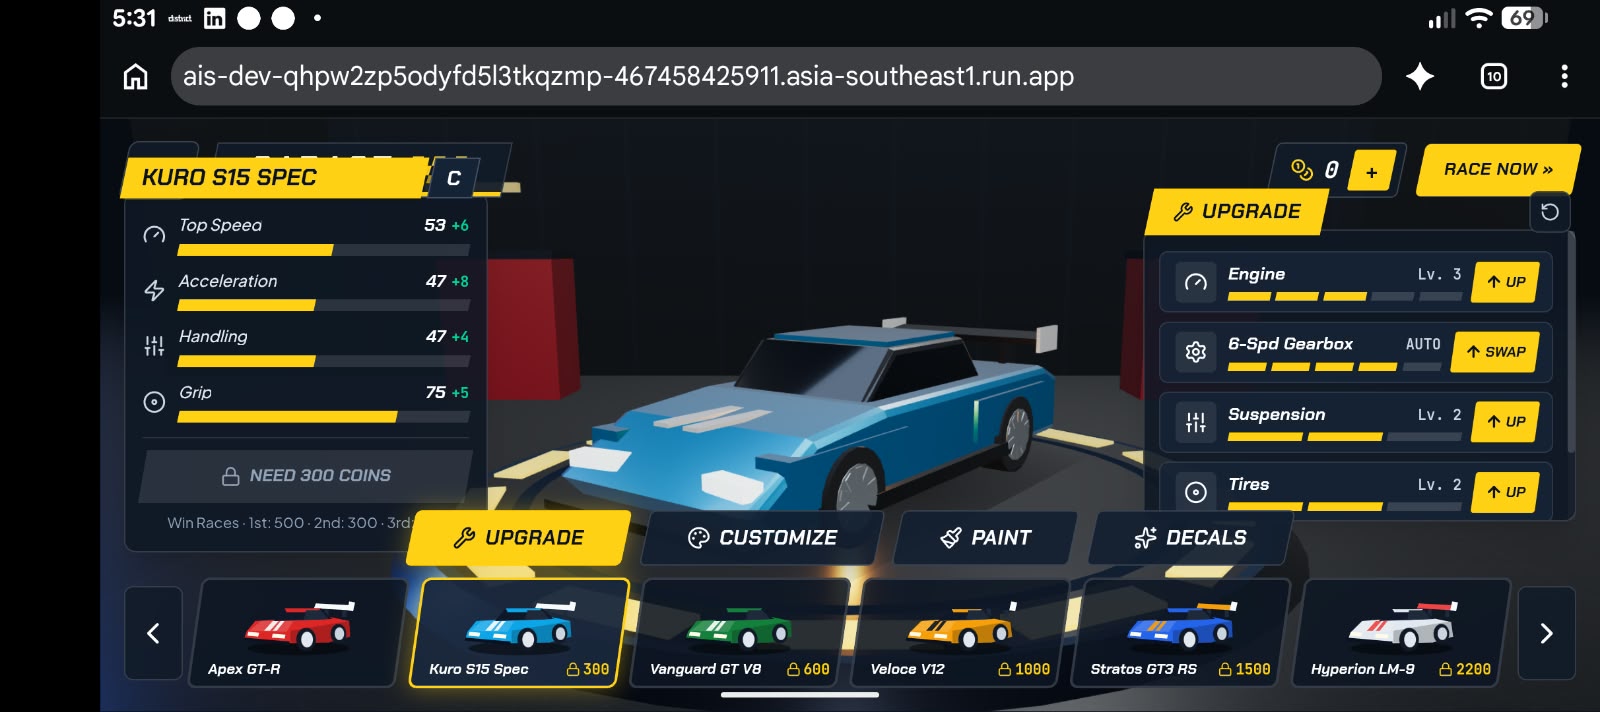 5:31 district in 69
ais-dev-qhpw2zp5odyfd5l3tkqzmp-467458425911.asia-southeast1.run.app 10
KURO S15 SPEC C
0 + RACE NOW »
UPGRADE
Top Speed 53 +6
Acceleration 47 +8
Handling 47 +4
Grip 75 +5
NEED 300 COINS
Win Races · 1st: 500 · 2nd: 300 · 3rd:
Engine Lv. 3 UP
6-Spd Gearbox AUTO SWAP
Suspension Lv. 2 UP
Tires Lv. 2 UP
UPGRADE CUSTOMIZE PAINT DECALS
Apex GT-R
Kuro S15 Spec 300
Vanguard GT V8 600
Veloce V12 1000
Stratos GT3 RS 1500
Hyperion LM-9 2200